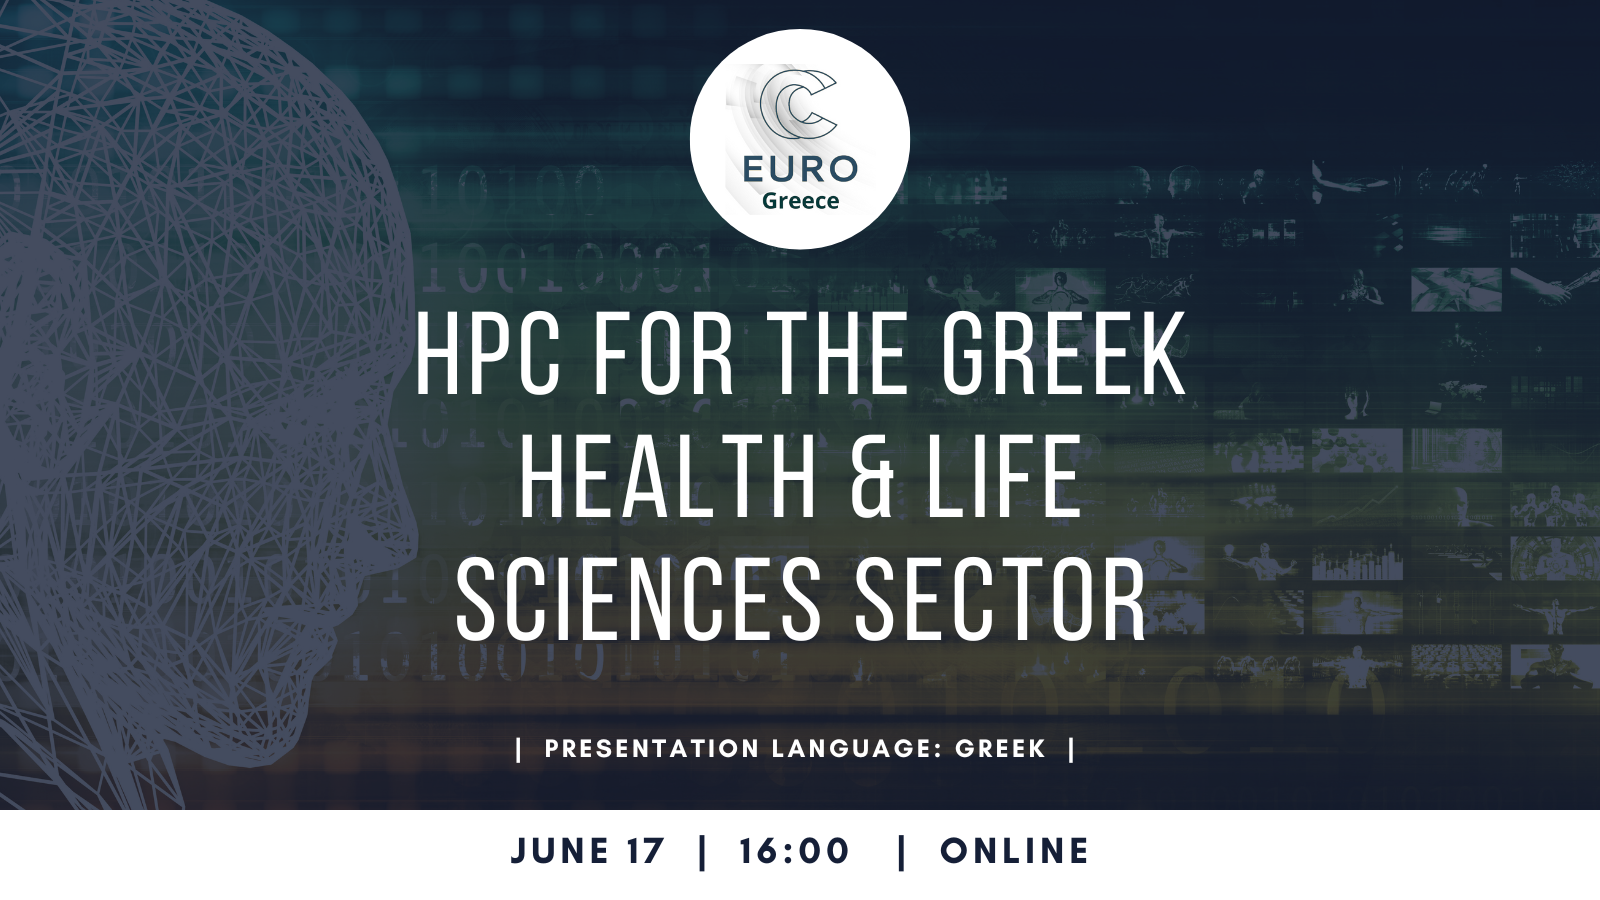 EURO
Greece
HPC FOR THE GREEK
HEALTH & LIFE
SCIENCES SECTOR
| PRESENTATION LANGUAGE: GREEK |
JUNE 17 | 16:00 | ONLINE